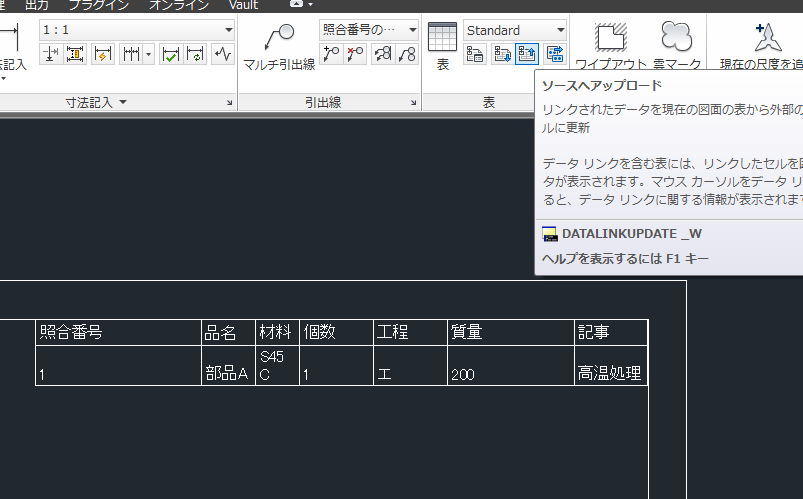 出力 プラグイン オンライン Vault
1 : 1
照合番号の…
Standard
記入
マルチ引出線
表
ワイプアウト 雲マーク
現在の尺度を追
寸法記入
引出線
表
ソースへアップロード
リンクされたデータを現在の図面の表から外部の
ルに更新
データ リンクを含む表には、リンクしたセルを囲
タが表示されます。マウス カーソルをデータ リ
ると、データ リンクに関する情報が表示されます
DATALINKUPDATE _W
ヘルプを表示するには F1 キー
照合番号 品名 材料 個数 工程 質量 記事
1 部品A S45
C 1 工 200 高温処理